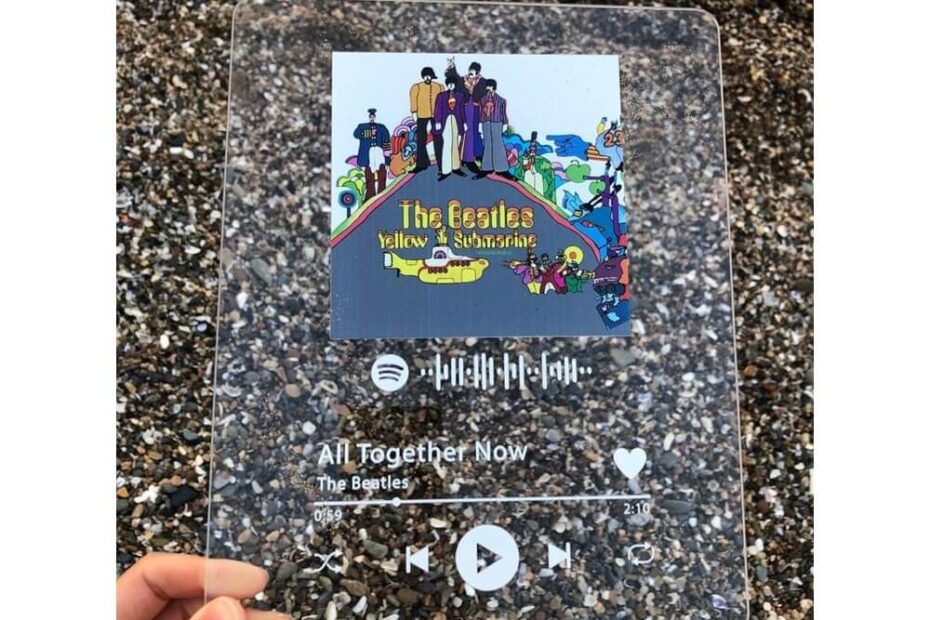 The Beatles
Yellow Submarine
All Together Now
The Beatles
0:59
2:10